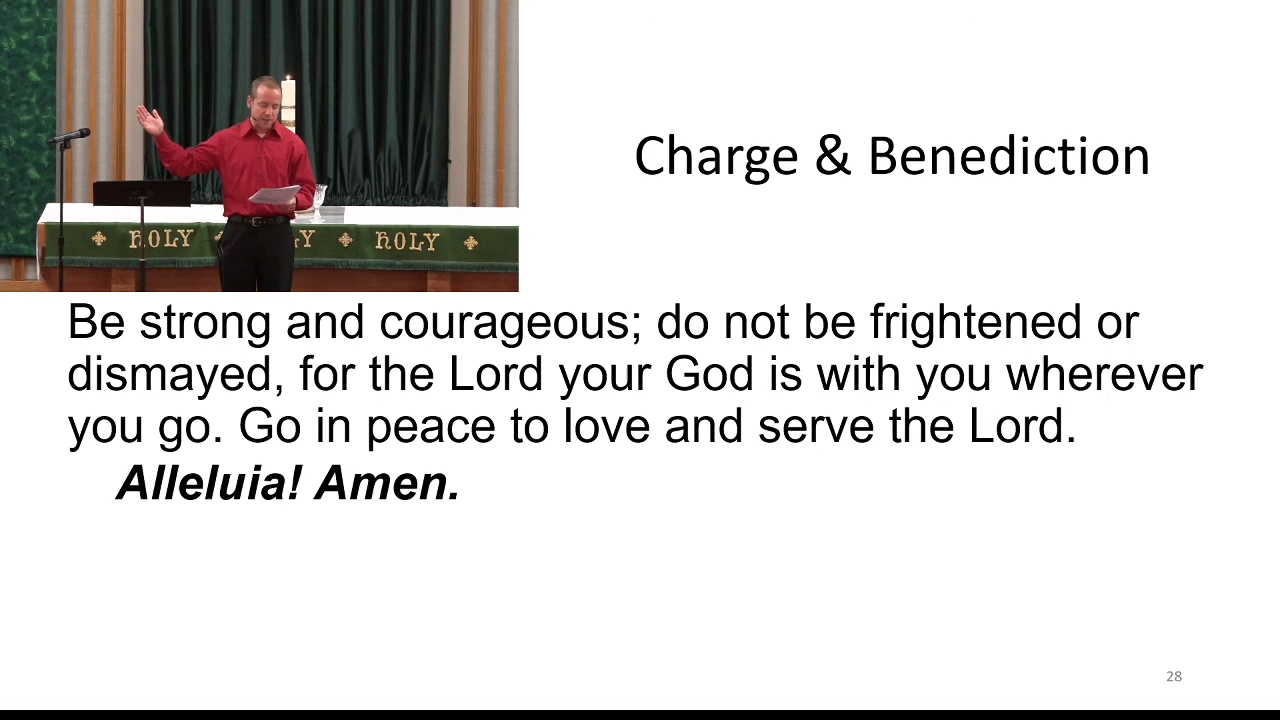 Charge & Benediction
HOLY
LY
HOLY
Be strong and courageous; do not be frightened or
dismayed, for the Lord your God is with you wherever
you go. Go in peace to love and serve the Lord.
Alleluia! Amen.
28